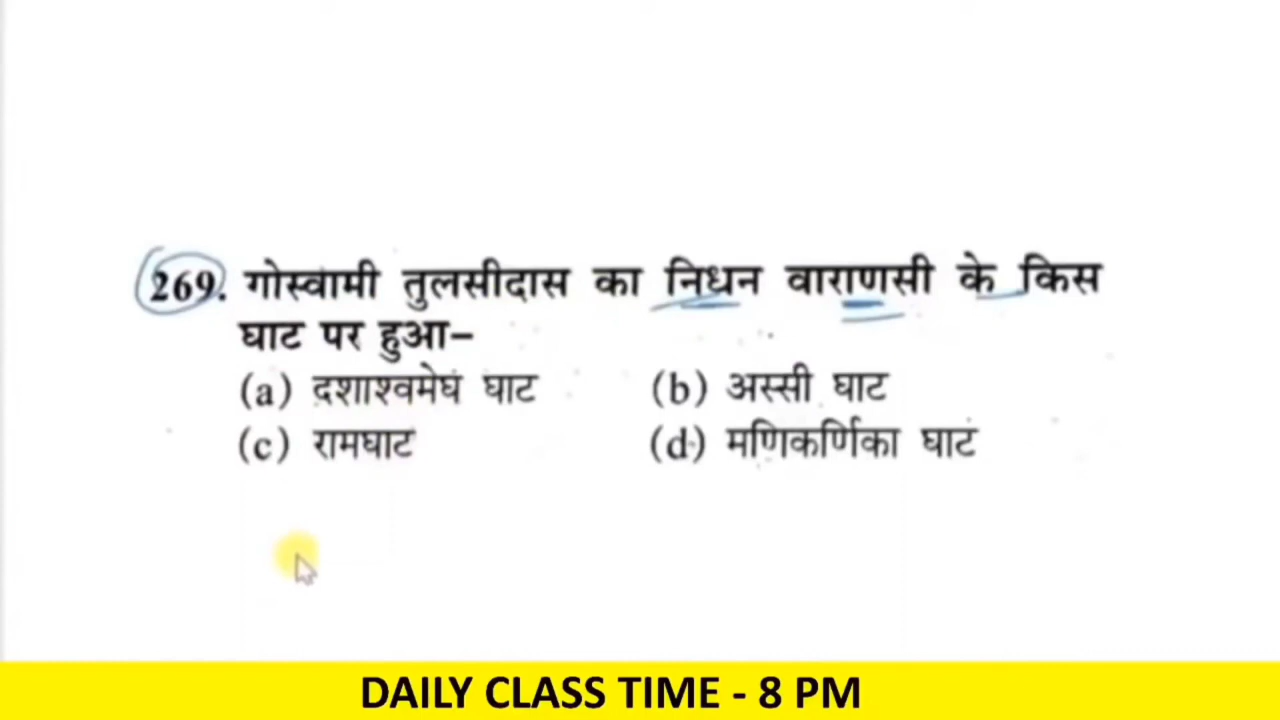 269. गोस्वामी तुलसीदास का निधन वाराणसी के किस
घाट पर हुआ-
(a) दशाश्वमेघ घाट (b) अस्सी घाट
(c) रामघाट (d) मणिकर्णिका घाट
DAILY CLASS TIME - 8 PM